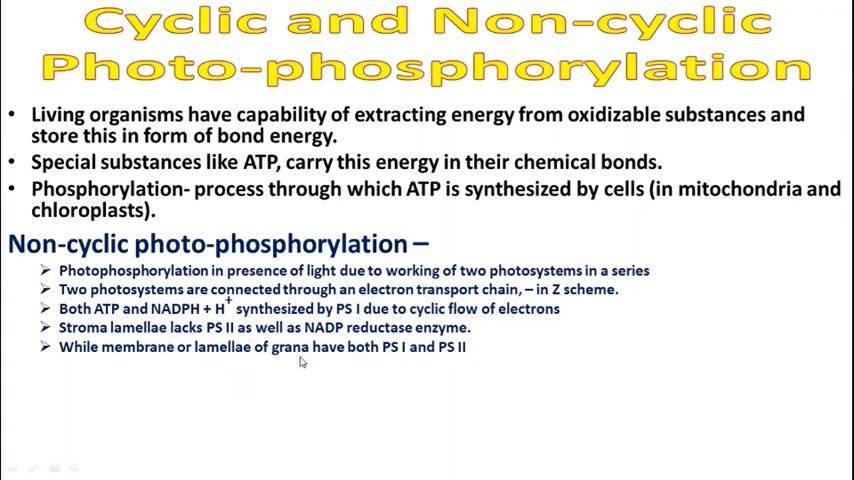 Cyclic and Non-cyclic
Photo-phosphorylation
• Living organisms have capability of extracting energy from oxidizable substances and
store this in form of bond energy.
• Special substances like ATP, carry this energy in their chemical bonds.
• Phosphorylation- process through which ATP is synthesized by cells (in mitochondria and
chloroplasts).
Non-cyclic photo-phosphorylation –
➢ Photophosphorylation in presence of light due to working of two photosystems in a series
➢ Two photosystems are connected through an electron transport chain, – in Z scheme.
➢ Both ATP and NADPH + H⁺ synthesized by PS I due to cyclic flow of electrons
➢ Stroma lamellae lacks PS II as well as NADP reductase enzyme.
➢ While membrane or lamellae of grana have both PS I and PS II